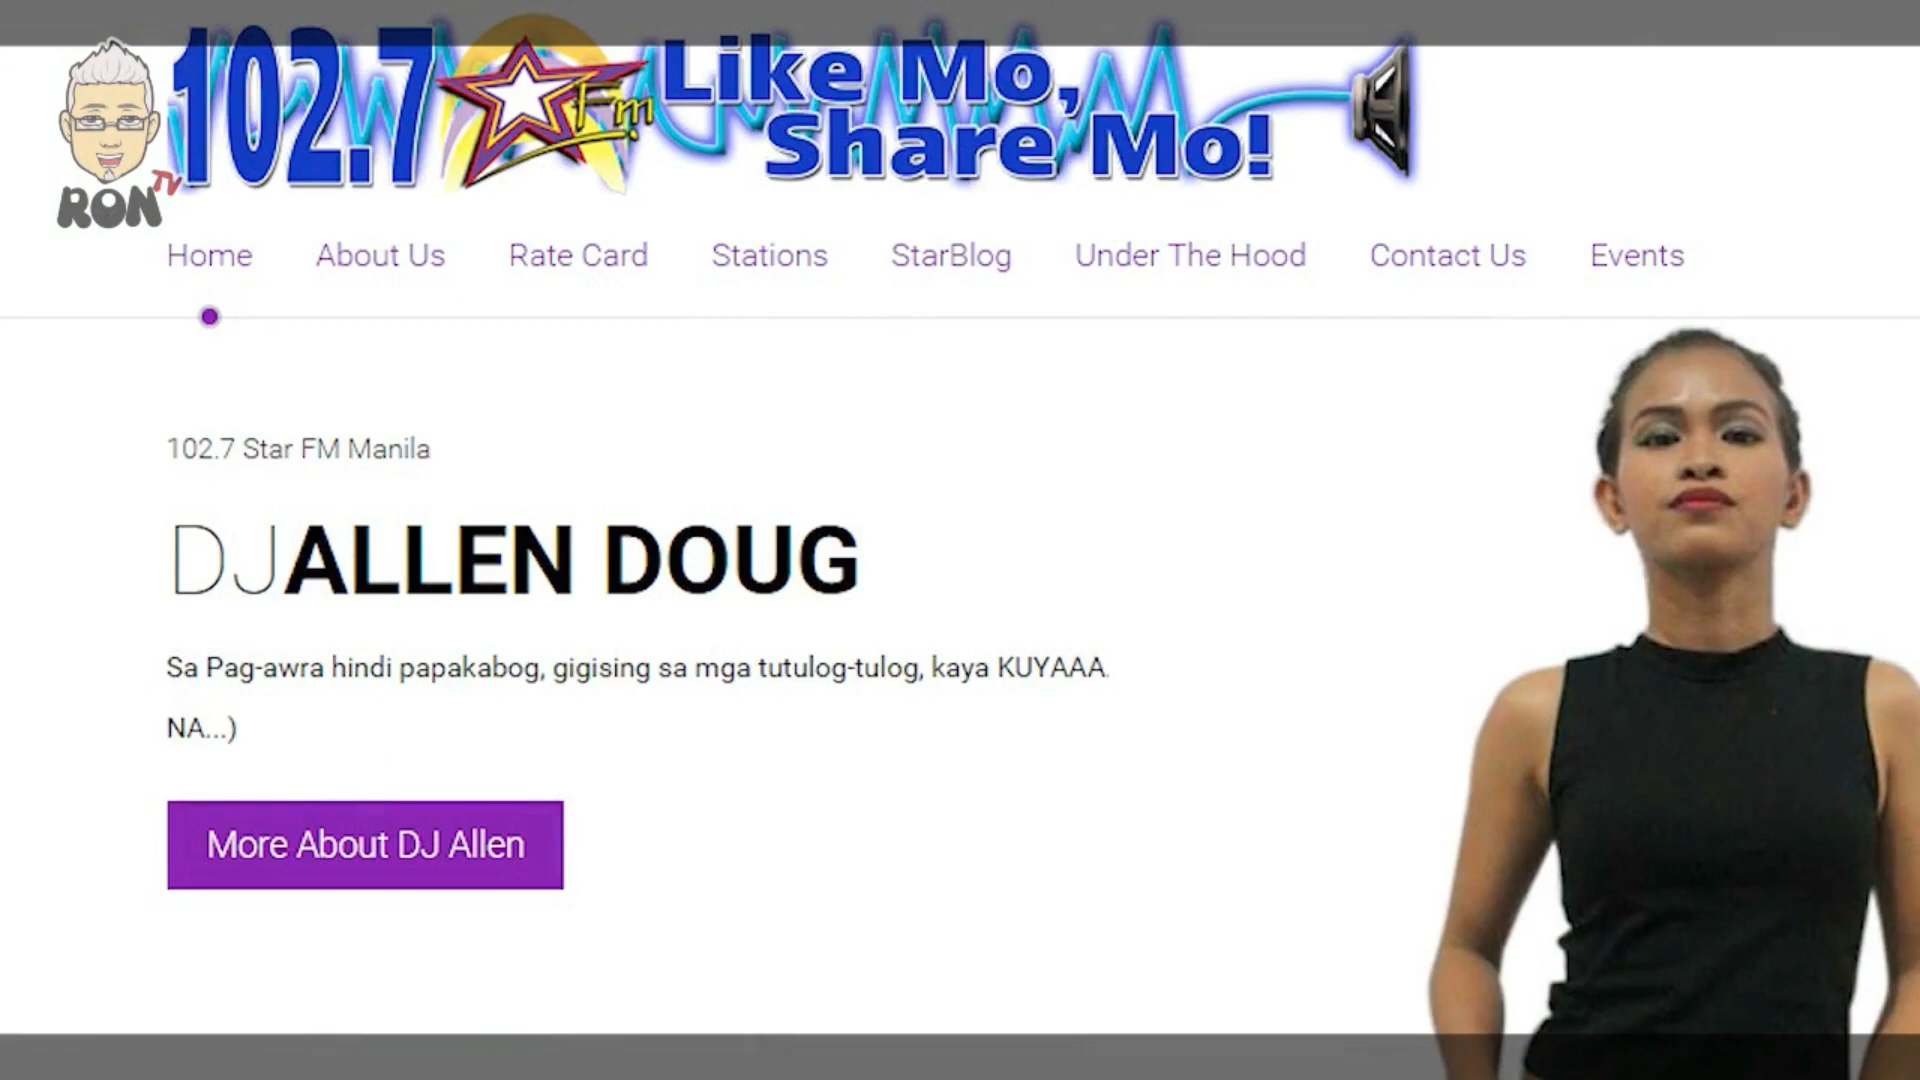 102.7 Star Fm Like Mo,
Share Mo!
RON TV
Home About Us Rate Card Stations StarBlog Under The Hood Contact Us Events
102.7 Star FM Manila
DJALLEN DOUG
Sa Pag-awra hindi papakabog, gigising sa mga tutulog-tulog, kaya KUYAAA.
NA...)
More About DJ Allen